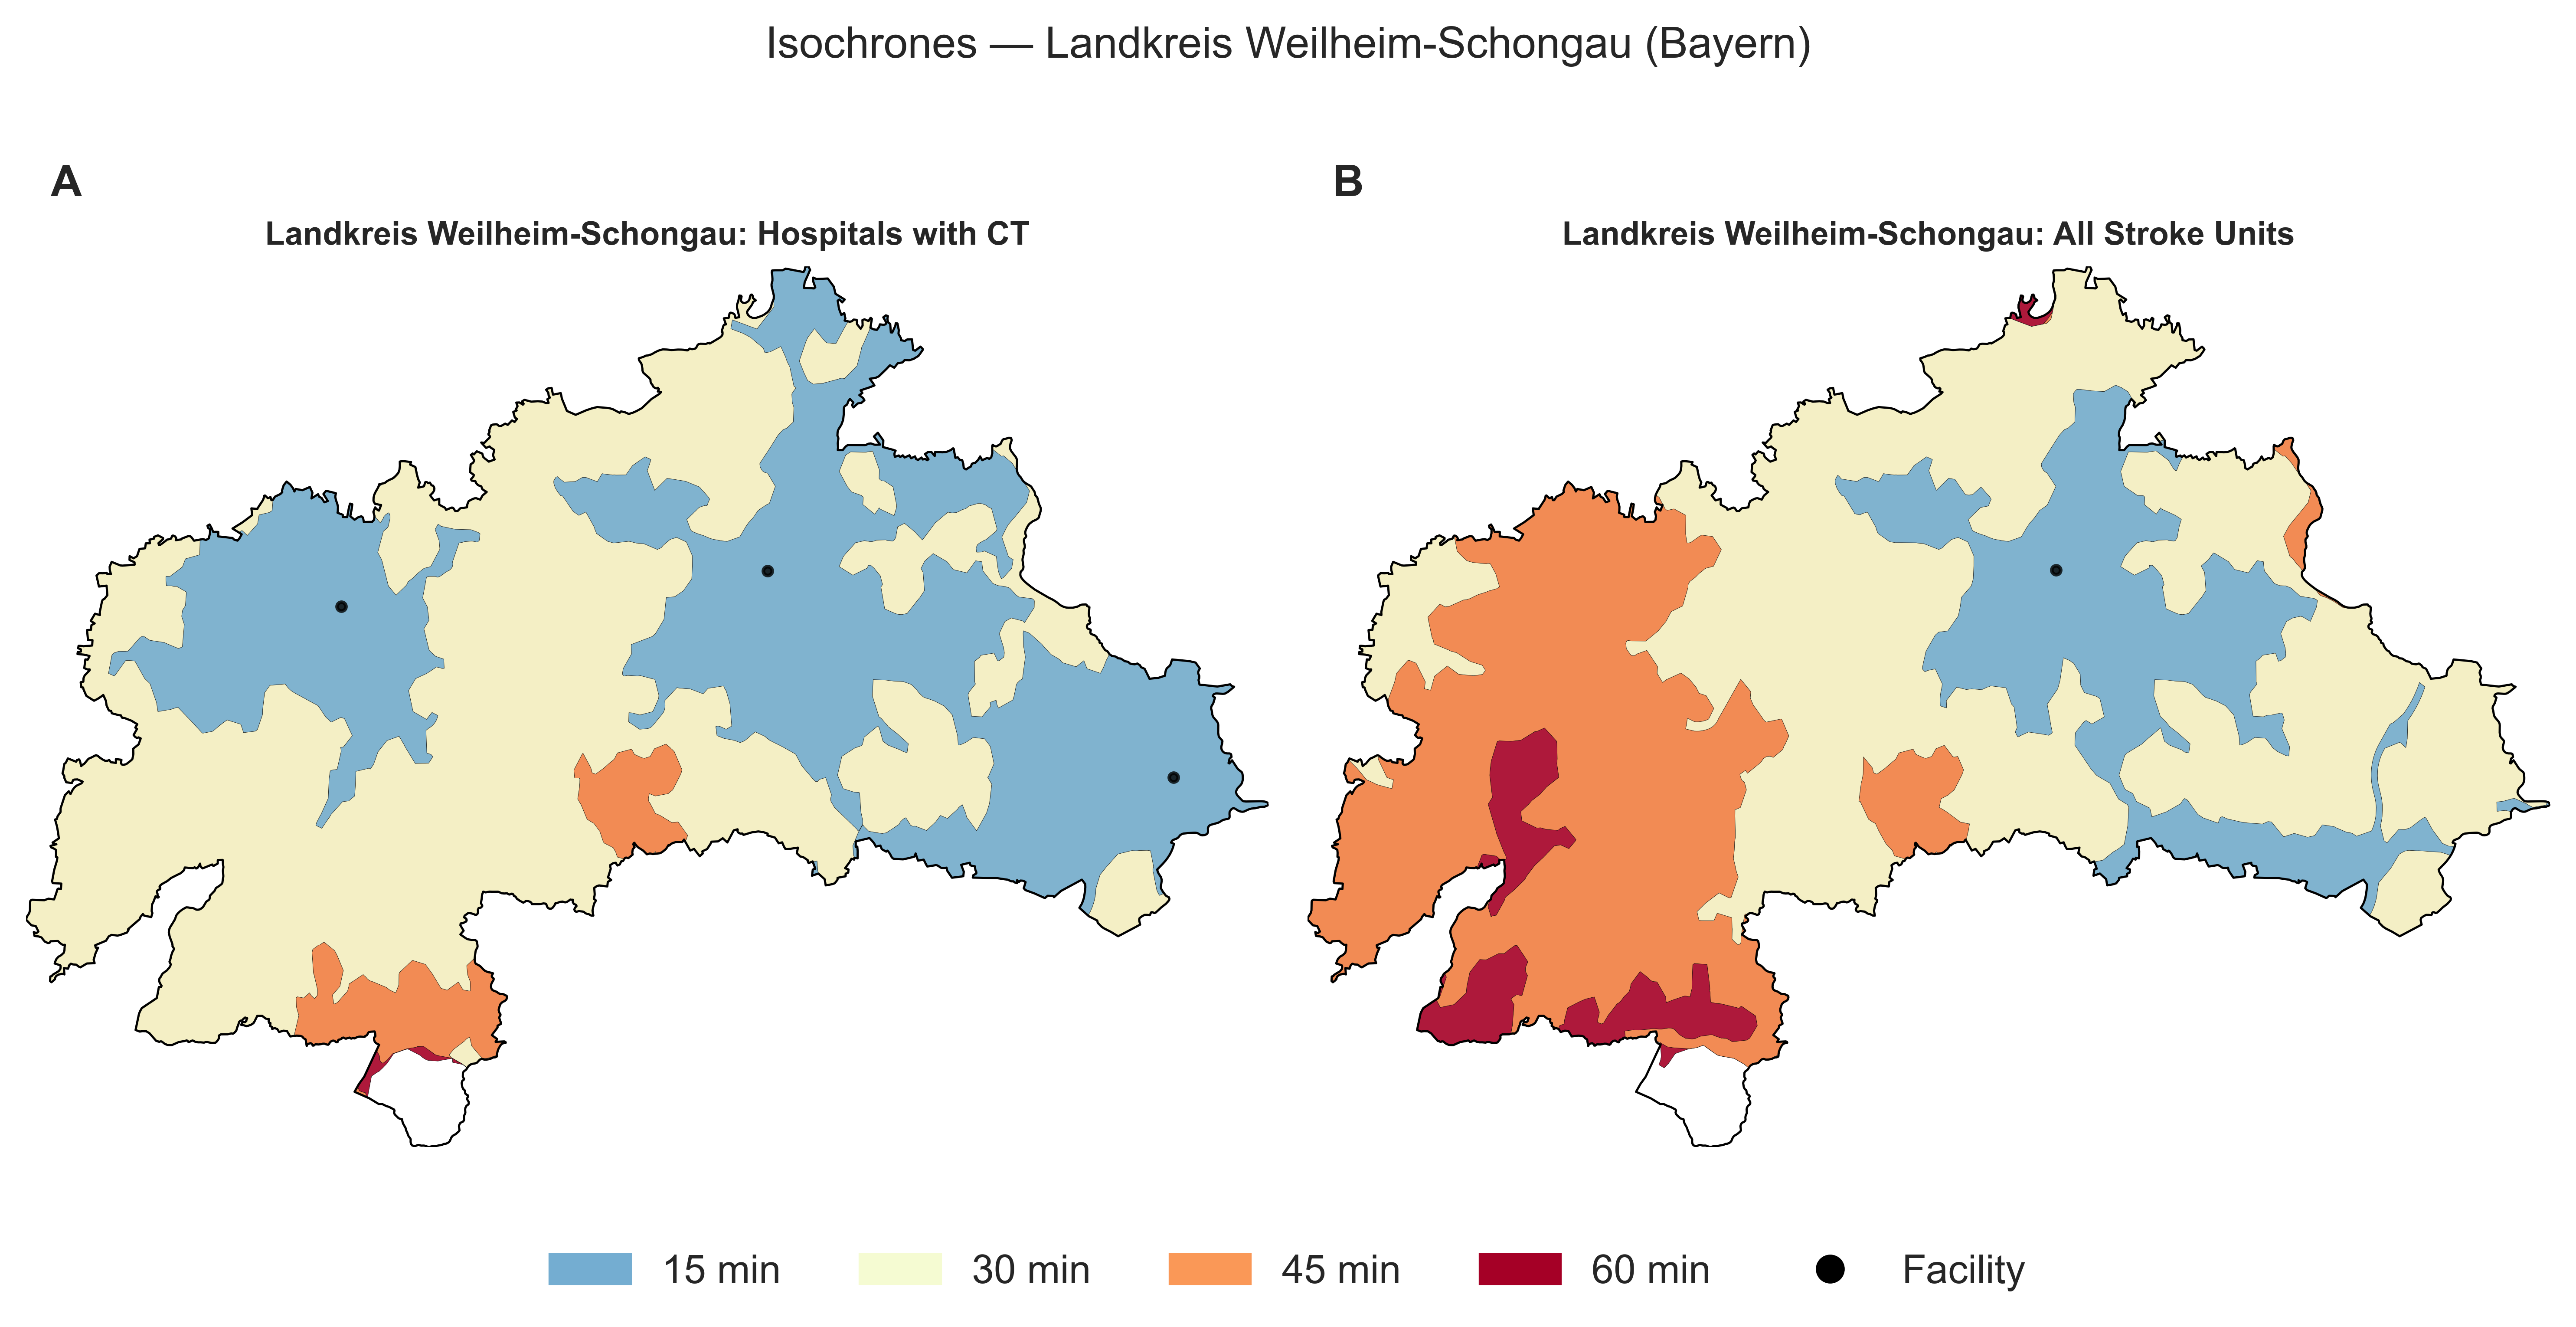 Isochrones — Landkreis Weilheim-Schongau (Bayern)
A
Landkreis Weilheim-Schongau: Hospitals with CT
B
Landkreis Weilheim-Schongau: All Stroke Units
15 min
30 min
45 min
60 min
Facility